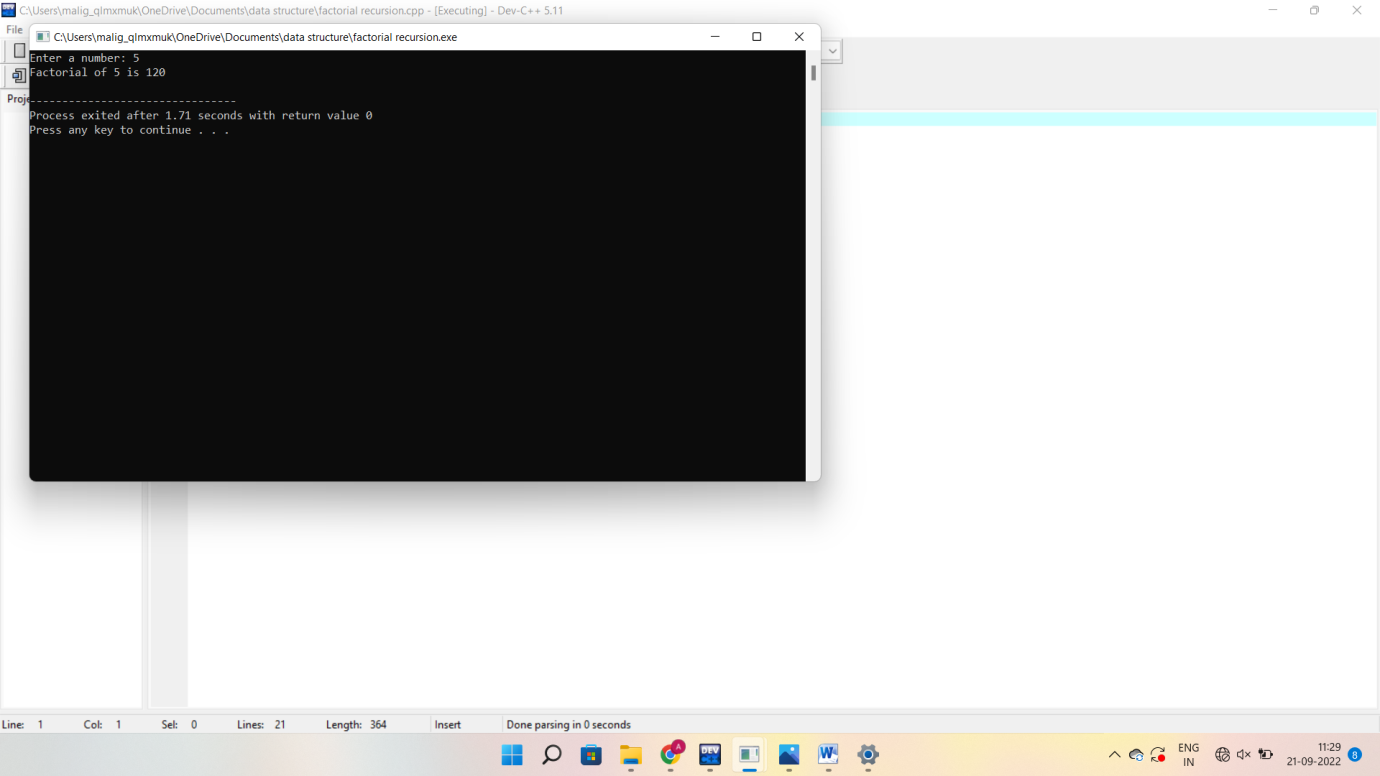 C:\Users\malig_qlmxmuk\OneDrive\Documents\data structure\factorial recursion.cpp - [Executing] - Dev-C++ 5.11
File
C:\Users\malig_qlmxmuk\OneDrive\Documents\data structure\factorial recursion.exe
Enter a number: 5
Factorial of 5 is 120
Proje
--------------------------------
Process exited after 1.71 seconds with return value 0
Press any key to continue . . .
Line: 1 Col: 1 Sel: 0 Lines: 21 Length: 364 Insert Done parsing in 0 seconds
A
DEV
W
ENG
IN
11:29
21-09-2022
8